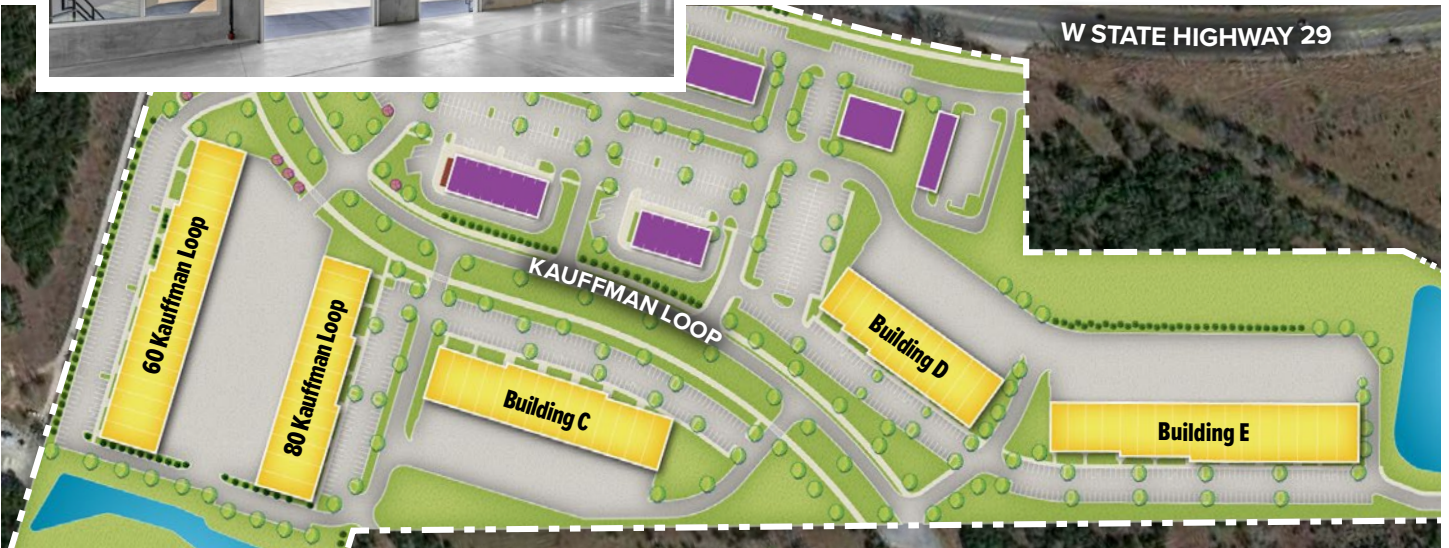 W STATE HIGHWAY 29
60 Kauffman Loop
80 Kauffman Loop
KAUFFMAN LOOP
Building C
Building D
Building E